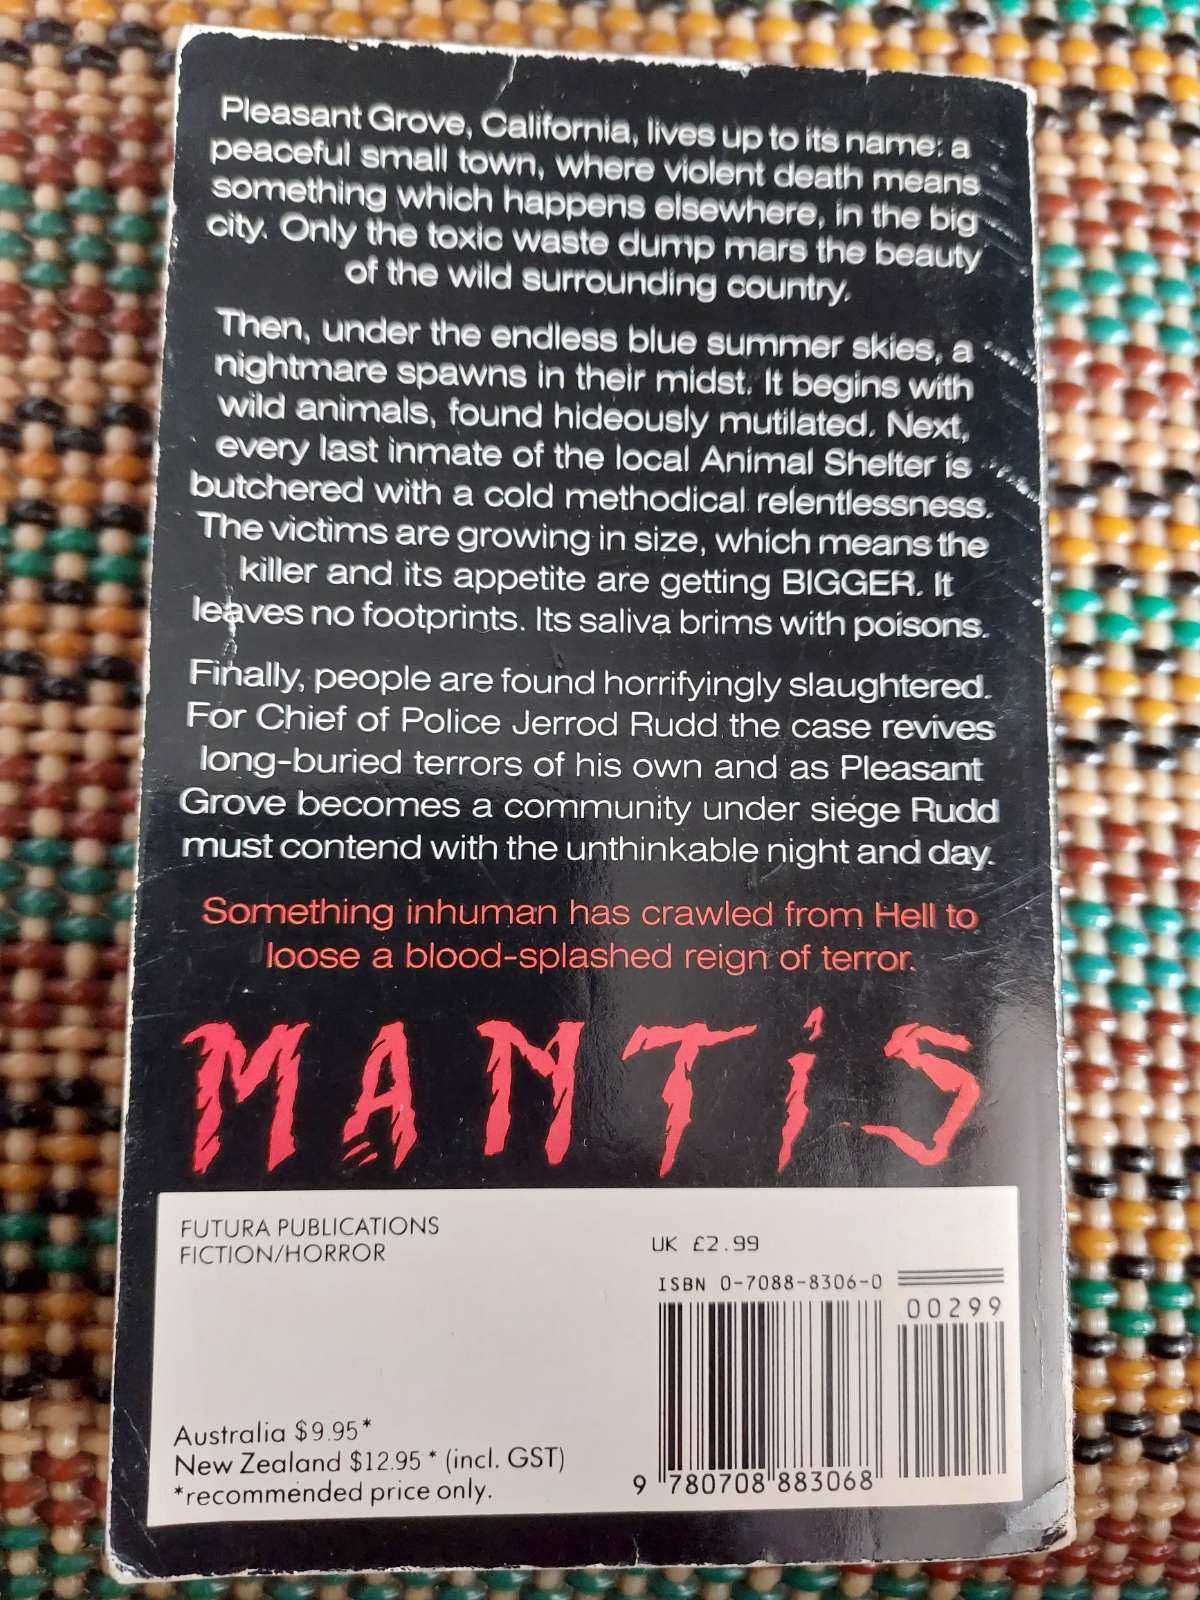 Pleasant Grove, California, lives up to its name: a
peaceful small town, where violent death means
something which happens elsewhere, in the big
city. Only the toxic waste dump mars the beauty
of the wild surrounding country.
Then, under the endless blue summer skies, a
nightmare spawns in their midst. It begins with
wild animals, found hideously mutilated. Next,
every last inmate of the local Animal Shelter is
butchered with a cold methodical relentlessness.
The victims are growing in size, which means the
killer and its appetite are getting BIGGER. It
leaves no footprints. Its saliva brims with poisons.
Finally, people are found horrifyingly slaughtered.
For Chief of Police Jerrod Rudd the case revives
long-buried terrors of his own and as Pleasant
Grove becomes a community under siege Rudd
must contend with the unthinkable night and day.
Something inhuman has crawled from Hell to
loose a blood-splashed reign of terror.
MANTiS
FUTURA PUBLICATIONS
FICTION/HORROR
UK £2.99
ISBN 0-7088-8306-0
00299
Australia $9.95*
New Zealand $12.95* (incl. GST)
*recommended price only.
9 780708 883068